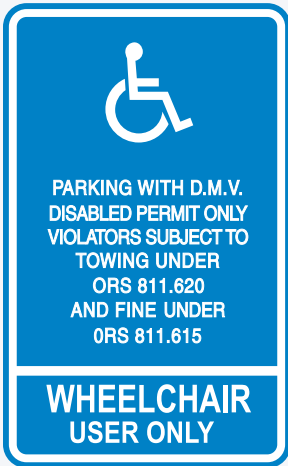 PARKING WITH D.M.V.
DISABLED PERMIT ONLY
VIOLATORS SUBJECT TO
TOWING UNDER
ORS 811.620
AND FINE UNDER
0RS 811.615
WHEELCHAIR
USER ONLY